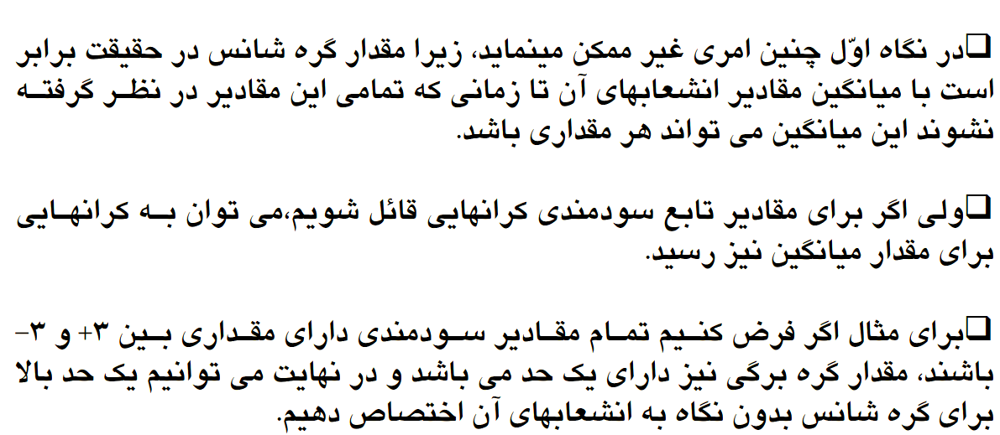 ❑در نگاه اوّل چنین امری غیر ممکن مینماید، زیرا مقدار گره شانس در حقیقت برابر
است با میانگین مقادیر انشعابهای آن تا زمانی که تمامی این مقادیر در نظر گرفته
نشوند این میانگین می تواند هر مقداری باشد.
❑ولی اگر برای مقادیر تابع سودمندی کرانهایی قائل شویم،می توان به کرانهایی
برای مقدار میانگین نیز رسید.
❑برای مثال اگر فرض کنیم تمام مقادیر سودمندی دارای مقداری بین ۳+ و ۳-
باشند، مقدار گره برگی نیز دارای یک حد می باشد و در نهایت می توانیم یک حد بالا
برای گره شانس بدون نگاه به انشعابهای آن اختصاص دهیم.